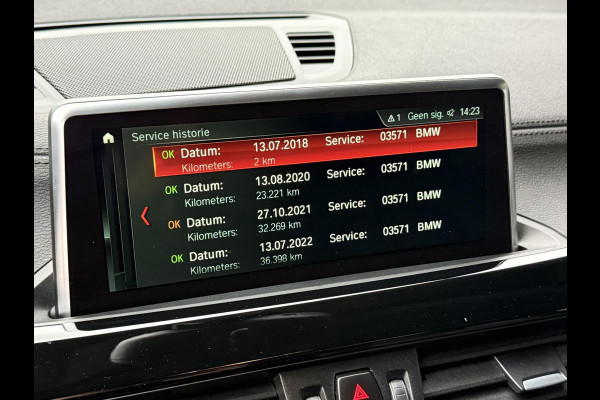 1 Geen sig. 14:23
Service historie
OK Datum: 13.07.2018 Service: 03571 BMW
Kilometers: 2 km
OK Datum: 13.08.2020 Service: 03571 BMW
Kilometers: 23.221 km
OK Datum: 27.10.2021 Service: 03571 BMW
Kilometers: 32.269 km
OK Datum: 13.07.2022 Service: 03571 BMW
Kilometers: 36.398 km